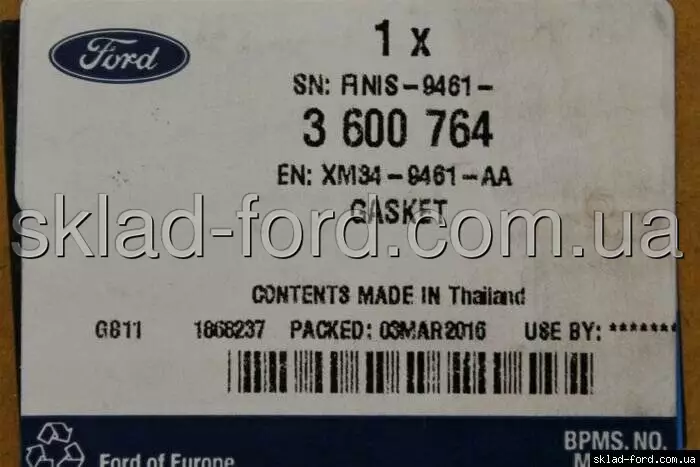 Ford
1 x
SN: FINIS-9461-
3 600 764
EN: XM34-9461-AA
GASKET
sklad-ford.com.ua
CONTENTS MADE IN Thailand
GB11 1868237 PACKED: 03MAR2016 USE BY: *******
BPMS. NO.
Ford of Europe
sklad-ford.com.ua